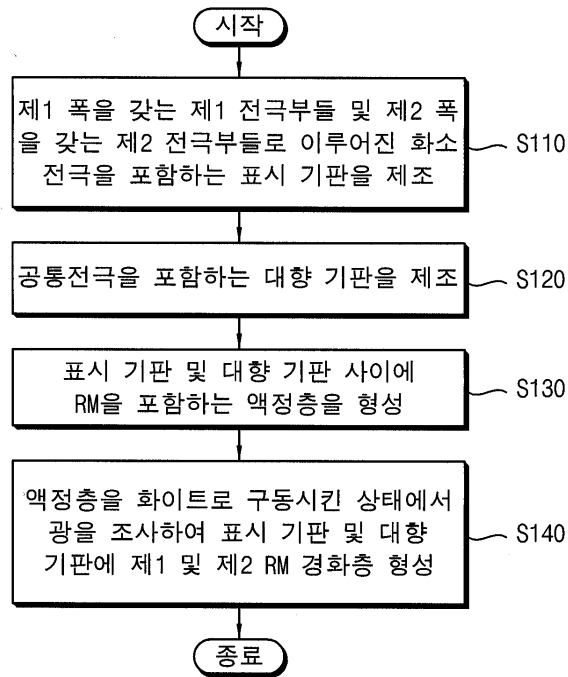 시작
제1 폭을 갖는 제1 전극부들 및 제2 폭
을 갖는 제2 전극부들로 이루어진 화소
전극을 포함하는 표시 기판을 제조
S110
공통전극을 포함하는 대향 기판을 제조
S120
표시 기판 및 대향 기판 사이에
RM을 포함하는 액정층을 형성
S130
액정층을 화이트로 구동시킨 상태에서
광을 조사하여 표시 기판 및 대향
기판에 제1 및 제2 RM 경화층 형성
S140
종료